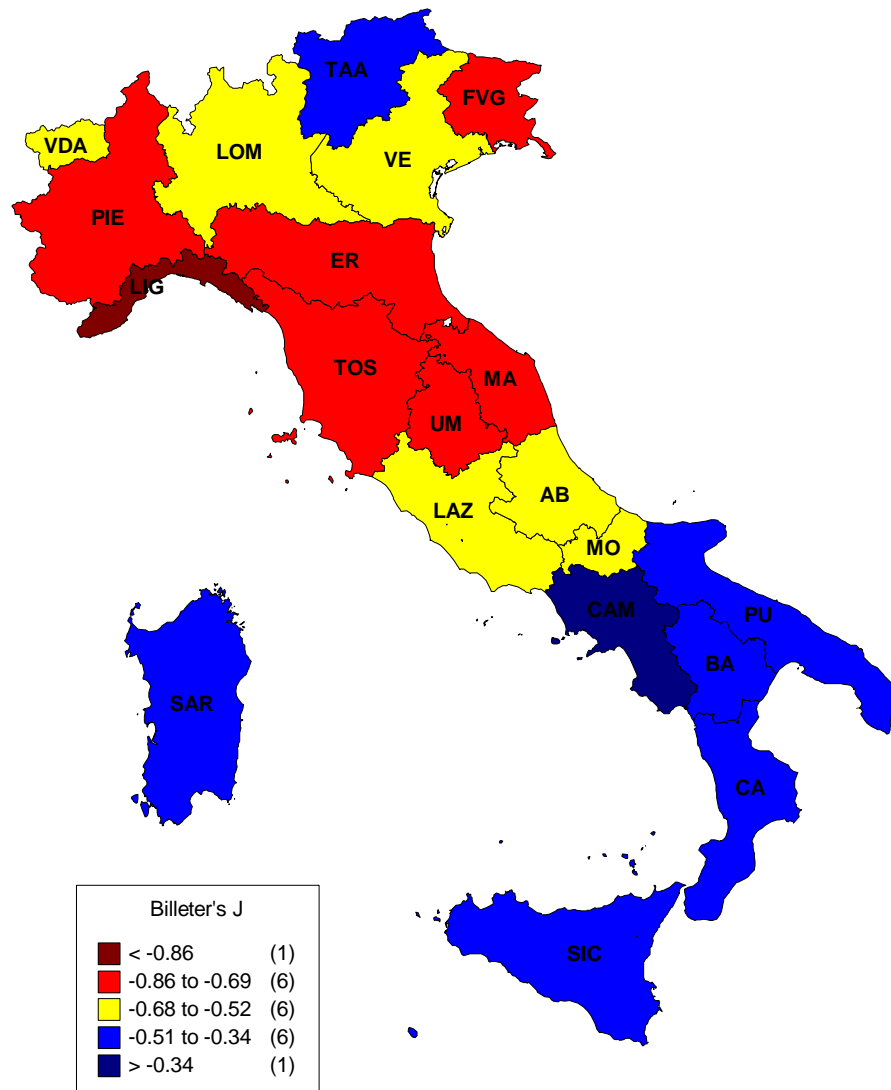 TAA
FVG
VDA
LOM
VE
PIE
ER
LIG
TOS
MA
UM
AB
LAZ
MO
CAM
PU
BA
SAR
CA
SIC
Billeter's J
< -0.86 (1)
-0.86 to -0.69 (6)
-0.68 to -0.52 (6)
-0.51 to -0.34 (6)
> -0.34 (1)